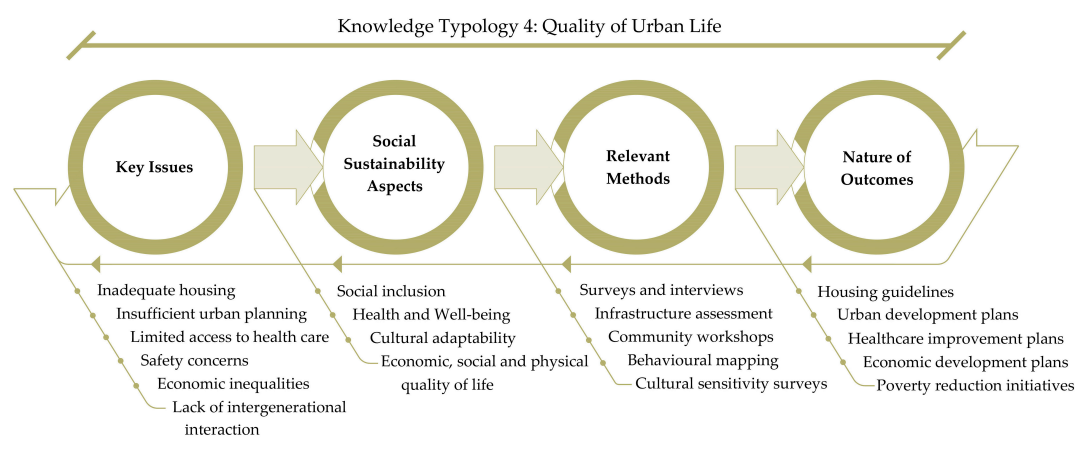 Knowledge Typology 4: Quality of Urban Life
Key Issues
Social
Sustainability
Aspects
Relevant
Methods
Nature of
Outcomes
Inadequate housing
Insufficient urban planning
Limited access to health care
Safety concerns
Economic inequalities
Lack of intergenerational
interaction
Social inclusion
Health and Well-being
Cultural adaptability
Economic, social and physical
quality of life
Surveys and interviews
Infrastructure assessment
Community workshops
Behavioural mapping
Cultural sensitivity surveys
Housing guidelines
Urban development plans
Healthcare improvement plans
Economic development plans
Poverty reduction initiatives